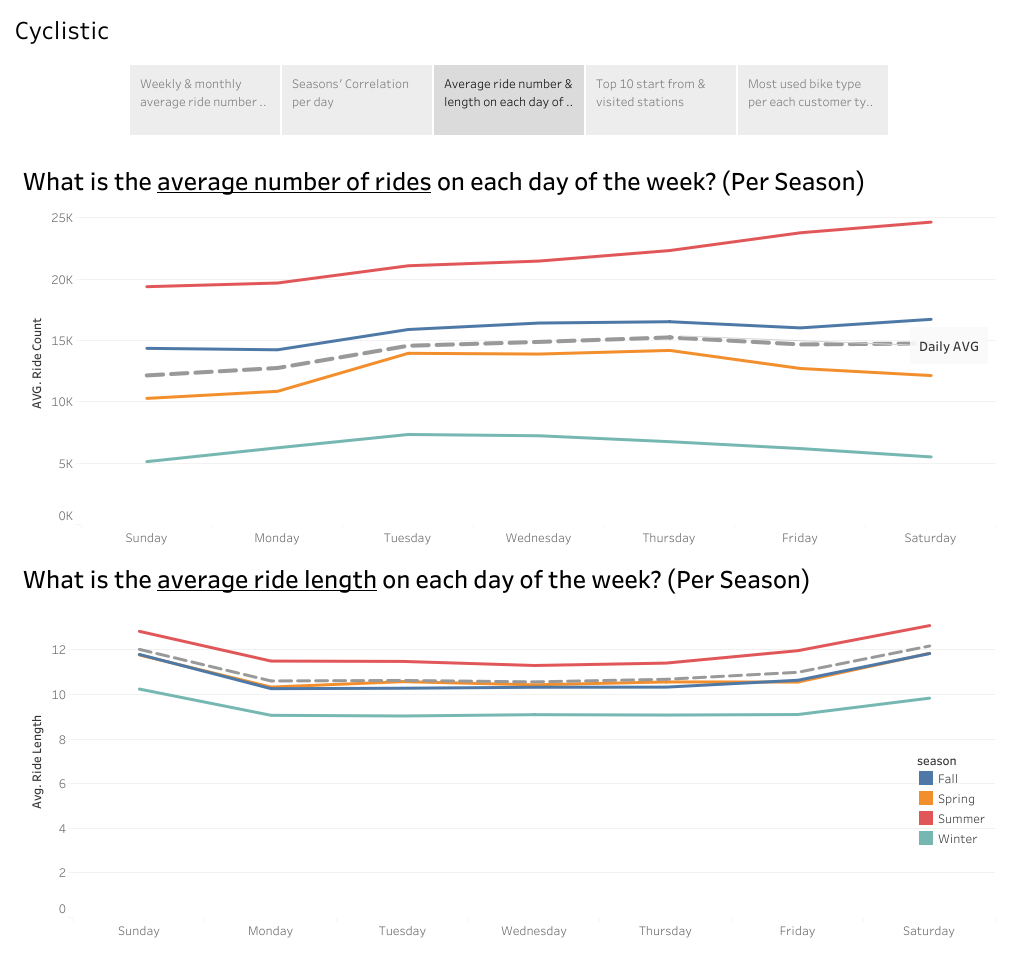 Cyclistic
Weekly & monthly
average ride number ..
Seasons' Correlation
per day
Average ride number &
length on each day of ..
Top 10 start from &
visited stations
Most used bike type
per each customer ty..
What is the average number of rides on each day of the week? (Per Season)
25K
20K
15K
10K
5K
0K
AVG. Ride Count
Daily AVG
Sunday
Monday
Tuesday
Wednesday
Thursday
Friday
Saturday
What is the average ride length on each day of the week? (Per Season)
12
10
8
6
4
2
0
Avg. Ride Length
season
Fall
Spring
Summer
Winter
Sunday
Monday
Tuesday
Wednesday
Thursday
Friday
Saturday